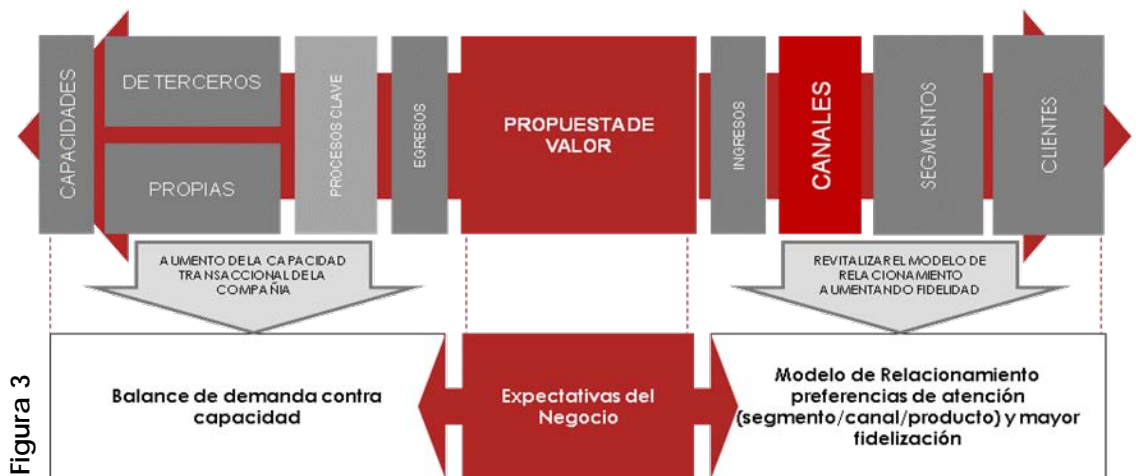 CAPACIDADES
DE TERCEROS
PROPIAS
PROCESOS CLAVE
EGRESOS
PROPUESTA DE
VALOR
INGRESOS
CANALES
SEGMENTOS
CLIENTES
AUMENTO DE LA CAPACIDAD
TRANSACCIONAL DE LA
COMPAÑIA
REVITALIZAR EL MODELO DE
RELACIONAMIENTO
AUMENTANDO FIDELIDAD
Balance de demanda contra
capacidad
Expectativas del
Negocio
Modelo de Relacionamiento
preferencias de atención
(segmento/canal/producto) y mayor
fidelización
Figura 3